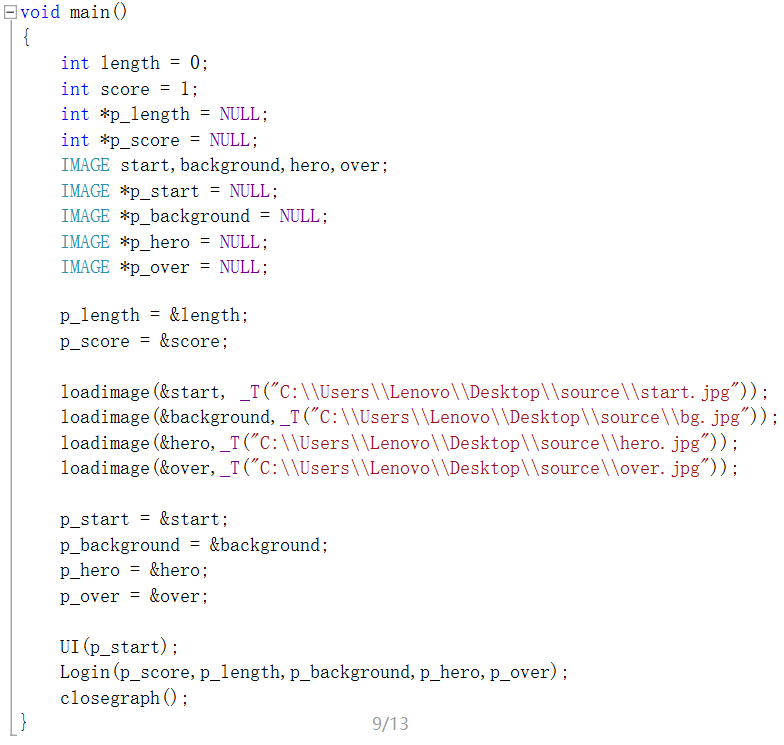 void main()
{
int length = 0;
int score = 1;
int *p_length = NULL;
int *p_score = NULL;
IMAGE start,background,hero,over;
IMAGE *p_start = NULL;
IMAGE *p_background = NULL;
IMAGE *p_hero = NULL;
IMAGE *p_over = NULL;
p_length = &length;
p_score = &score;
loadimage(&start, _T("C:\\Users\\Lenovo\\Desktop\\source\\start.jpg"));
loadimage(&background,_T("C:\\Users\\Lenovo\\Desktop\\source\\bg.jpg"));
loadimage(&hero,_T("C:\\Users\\Lenovo\\Desktop\\source\\hero.jpg"));
loadimage(&over,_T("C:\\Users\\Lenovo\\Desktop\\source\\over.jpg"));
p_start = &start;
p_background = &background;
p_hero = &hero;
p_over = &over;
UI(p_start);
Login(p_score,p_length,p_background,p_hero,p_over);
closegraph();
}
9/13